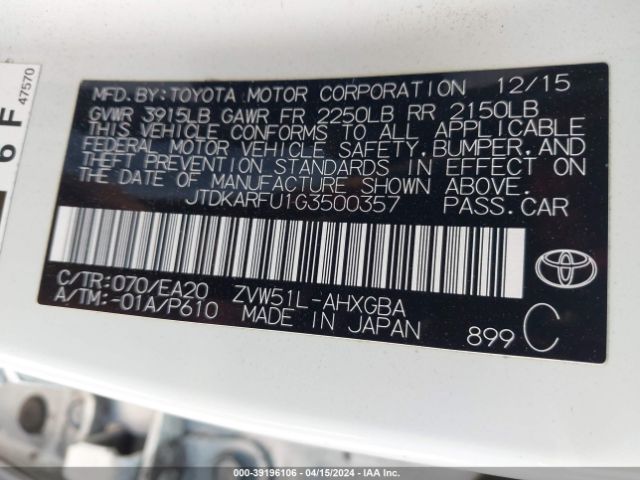 47570
6 F
MFD. BY: TOYOTA MOTOR CORPORATION 12/15
GVWR 3915LB GAWR FR 2250LB RR 2150LB
THIS VEHICLE CONFORMS TO ALL APPLICABLE
FEDERAL MOTOR VEHICLE SAFETY, BUMPER, AND
THEFT PREVENTION STANDARDS IN EFFECT ON
THE DATE OF MANUFACTURE SHOWN ABOVE.
JTDKARFU1G3500357 PASS. CAR
C/TR: 070/EA20 ZVW51L-AHXGBA
A/TM: -01A/P610 MADE IN JAPAN 899 C
TOYOTA
000-39196106 - 04/15/2024 - IAA Inc.